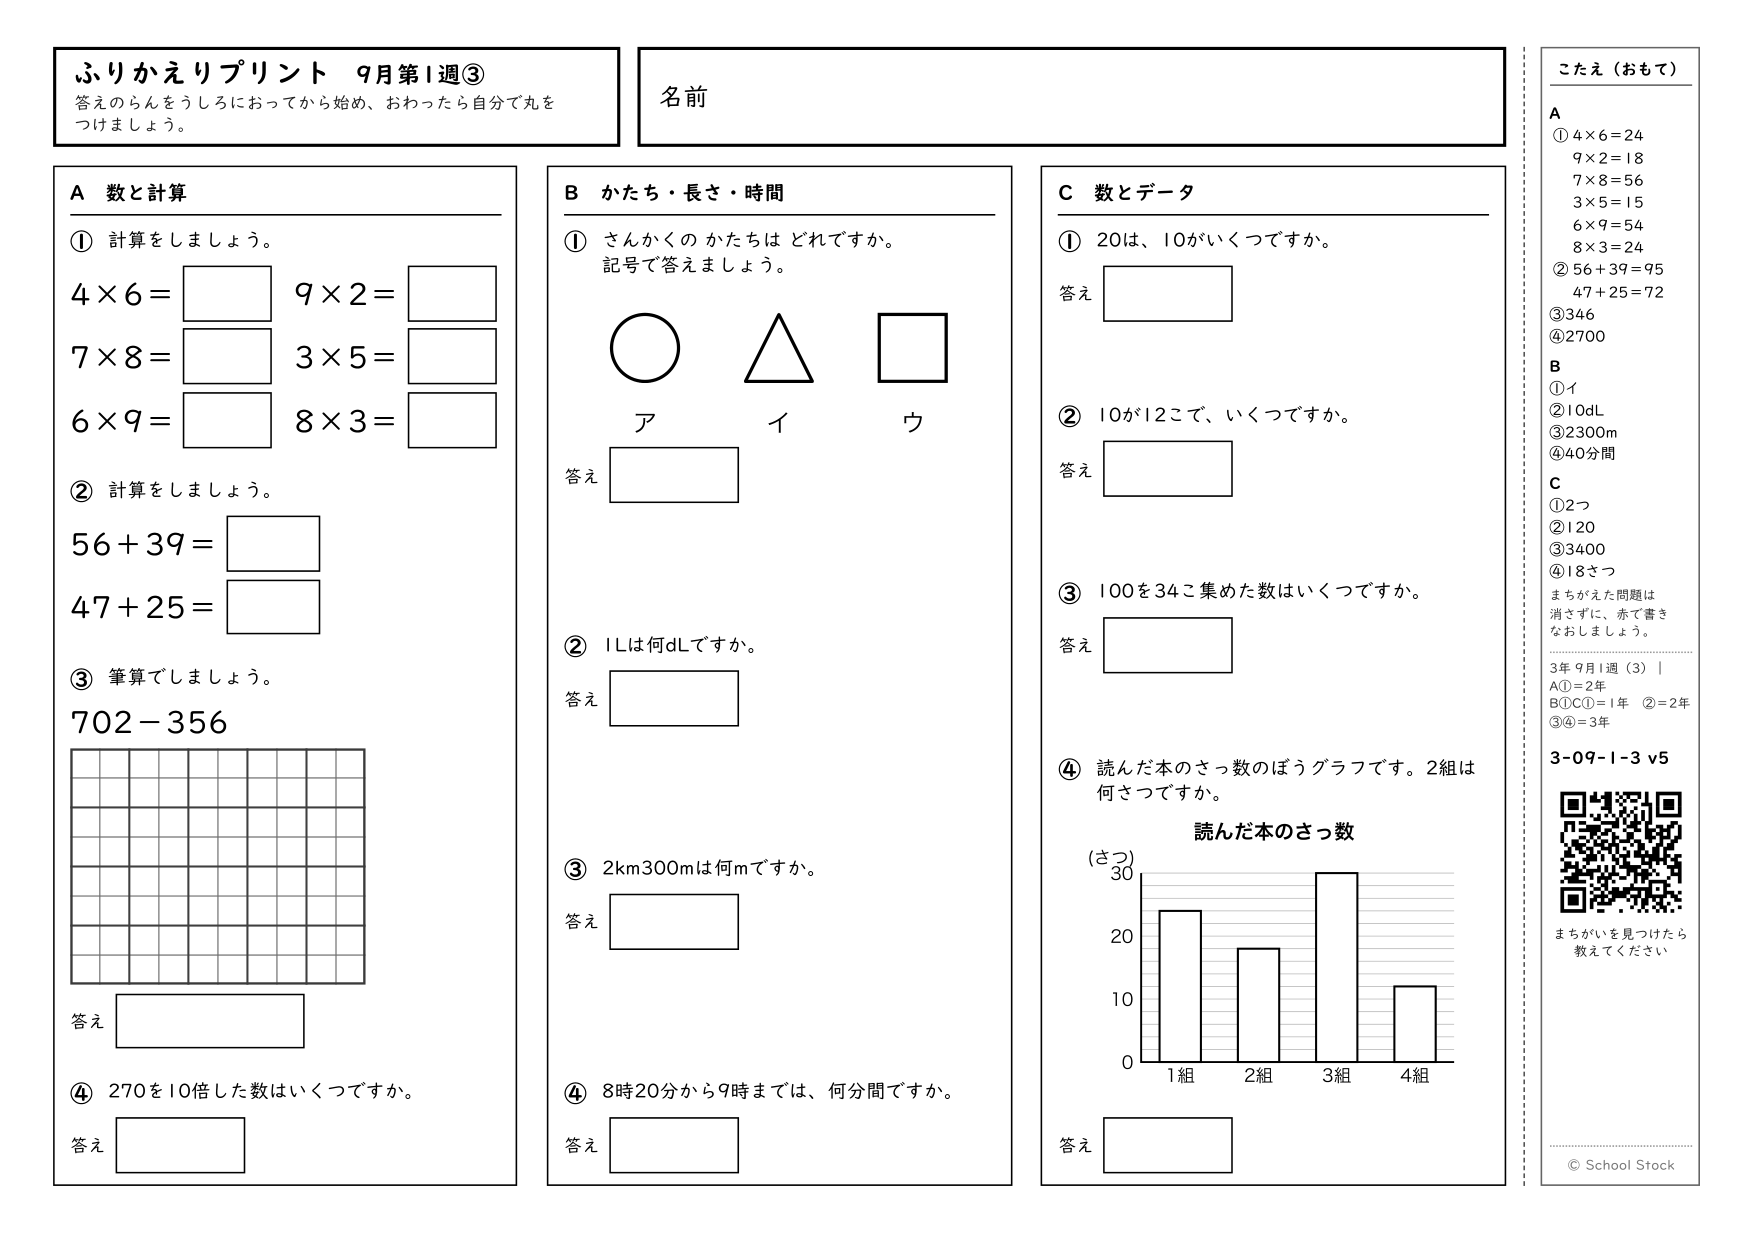 ふりかえりプリント　9月第1週③
答えのらんをうしろにおってから始め、おわったら自分で丸を
つけましょう。
名前
A　数と計算
① 計算をしましょう。
4×6＝
9×2＝
7×8＝
3×5＝
6×9＝
8×3＝
② 計算をしましょう。
56＋39＝
47＋25＝
③ 筆算でしましょう。
702－356
答え
④ 270を10倍した数はいくつですか。
答え
B　かたち・長さ・時間
① さんかくの かたちは どれですか。
記号で答えましょう。
ア　イ　ウ
答え
② 1Lは何dLですか。
答え
③ 2km300mは何mですか。
答え
④ 8時20分から9時までは、何分間ですか。
答え
C　数とデータ
① 20は、10がいくつですか。
答え
② 10が12こで、いくつですか。
答え
③ 100を34こ集めた数はいくつですか。
答え
④ 読んだ本のさっ数のぼうグラフです。2組は
何さつですか。
読んだ本のさっ数
(さつ)
30
20
10
0
1組　2組　3組　4組
答え
こたえ（おもて）
A
①4×6＝24
9×2＝18
7×8＝56
3×5＝15
6×9＝54
8×3＝24
②56＋39＝95
47＋25＝72
③346
④2700
B
①イ
②10dL
③2300m
④40分間
C
①2つ
②120
③3400
④18さつ
まちがえた問題は
消さずに、赤で書き
なおしましょう。
3年 9月1週（3）｜
A①＝2年
B①C①＝1年　②＝2年
③④＝3年
3-09-1-3 v5
まちがいを見つけたら
教えてください
© School Stock